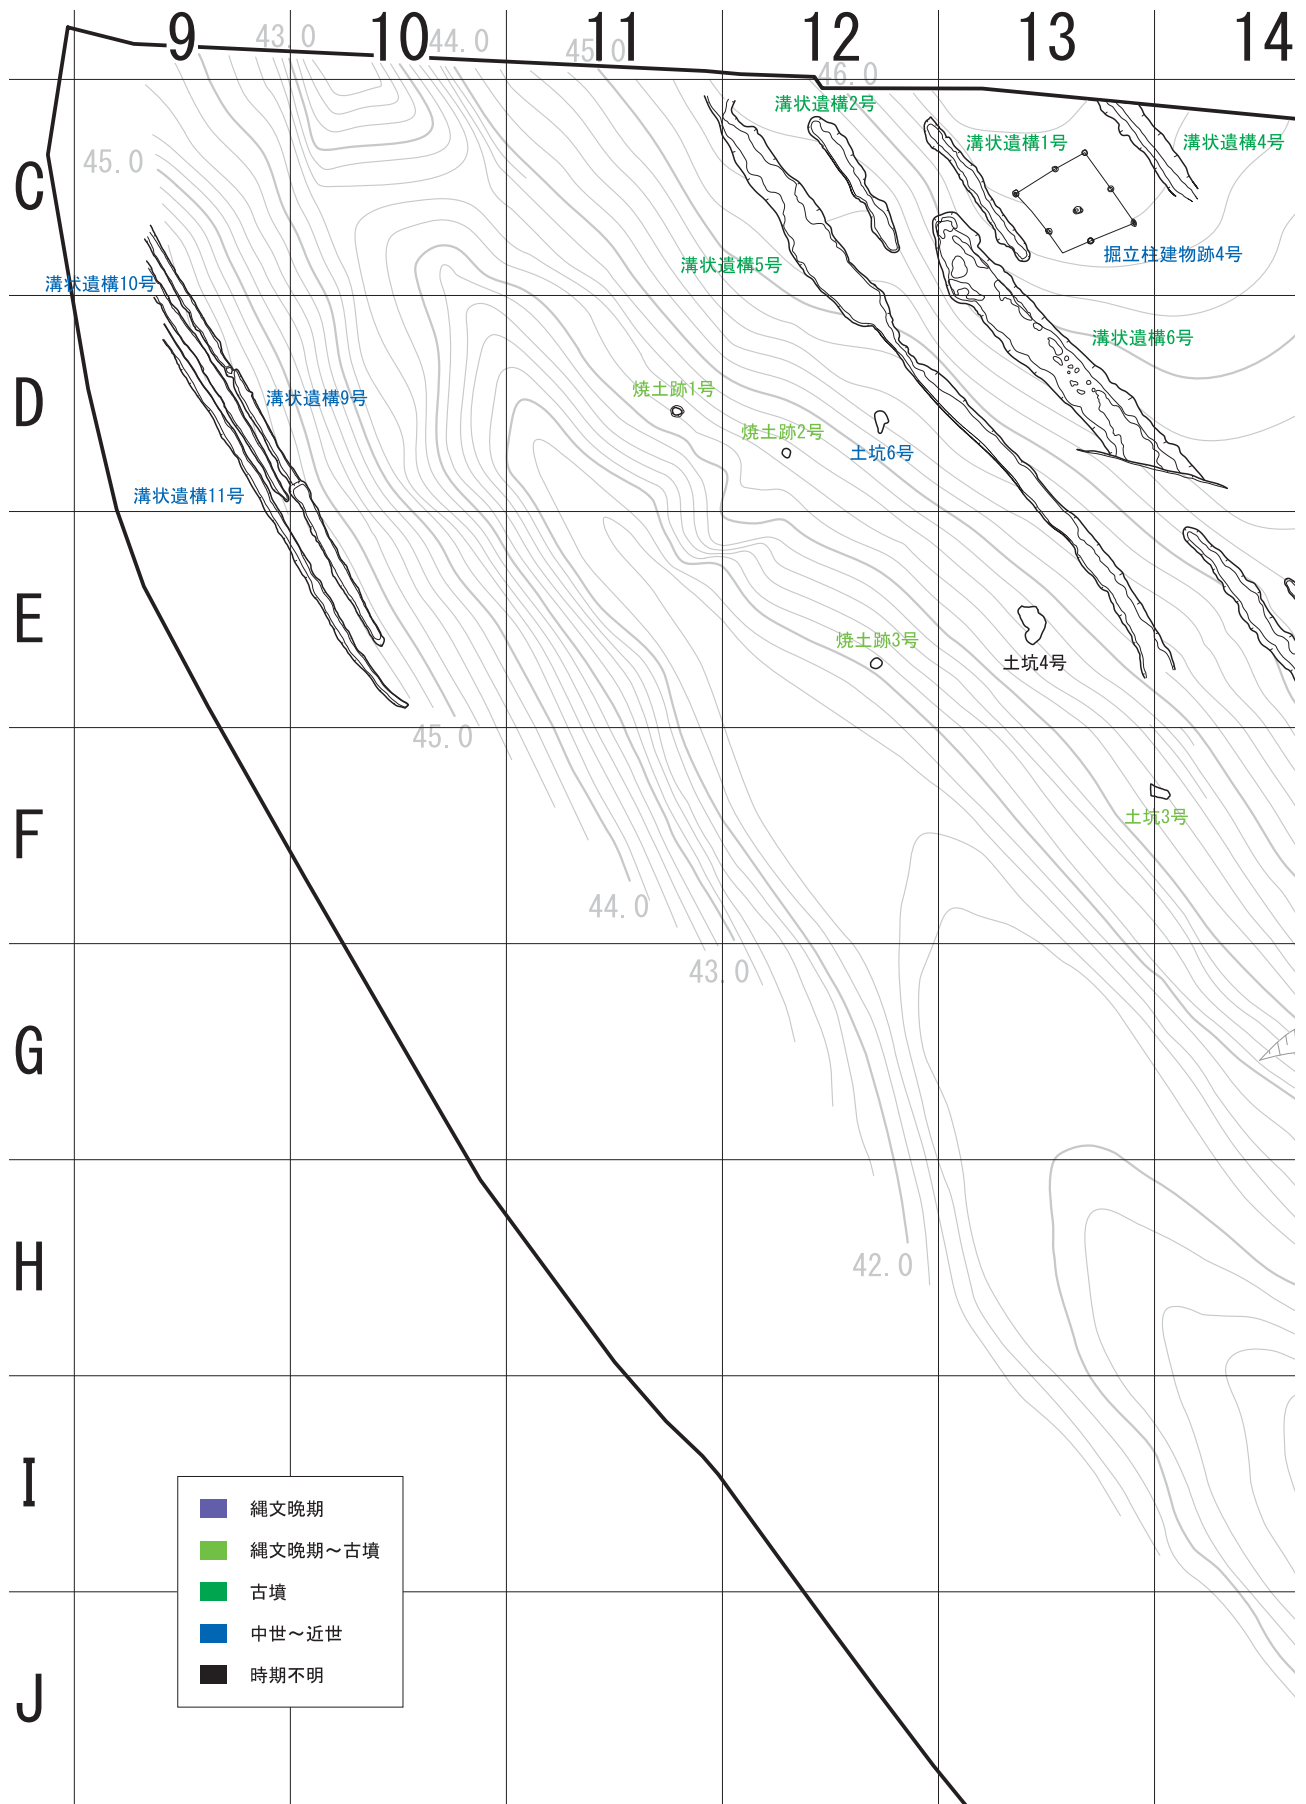 9
10
11
12
13
14
43.0
44.0
45.0
46.0
溝状遺構2号
溝状遺構1号
溝状遺構4号
45.0
C
掘立柱建物跡4号
溝状遺構5号
溝状遺構10号
溝状遺構6号
D
焼土跡1号
溝状遺構9号
焼土跡2号
土坑6号
溝状遺構11号
E
焼土跡3号
土坑4号
45.0
F
土坑3号
44.0
43.0
G
H
42.0
I
縄文晩期
縄文晩期～古墳
古墳
中世～近世
時期不明
J